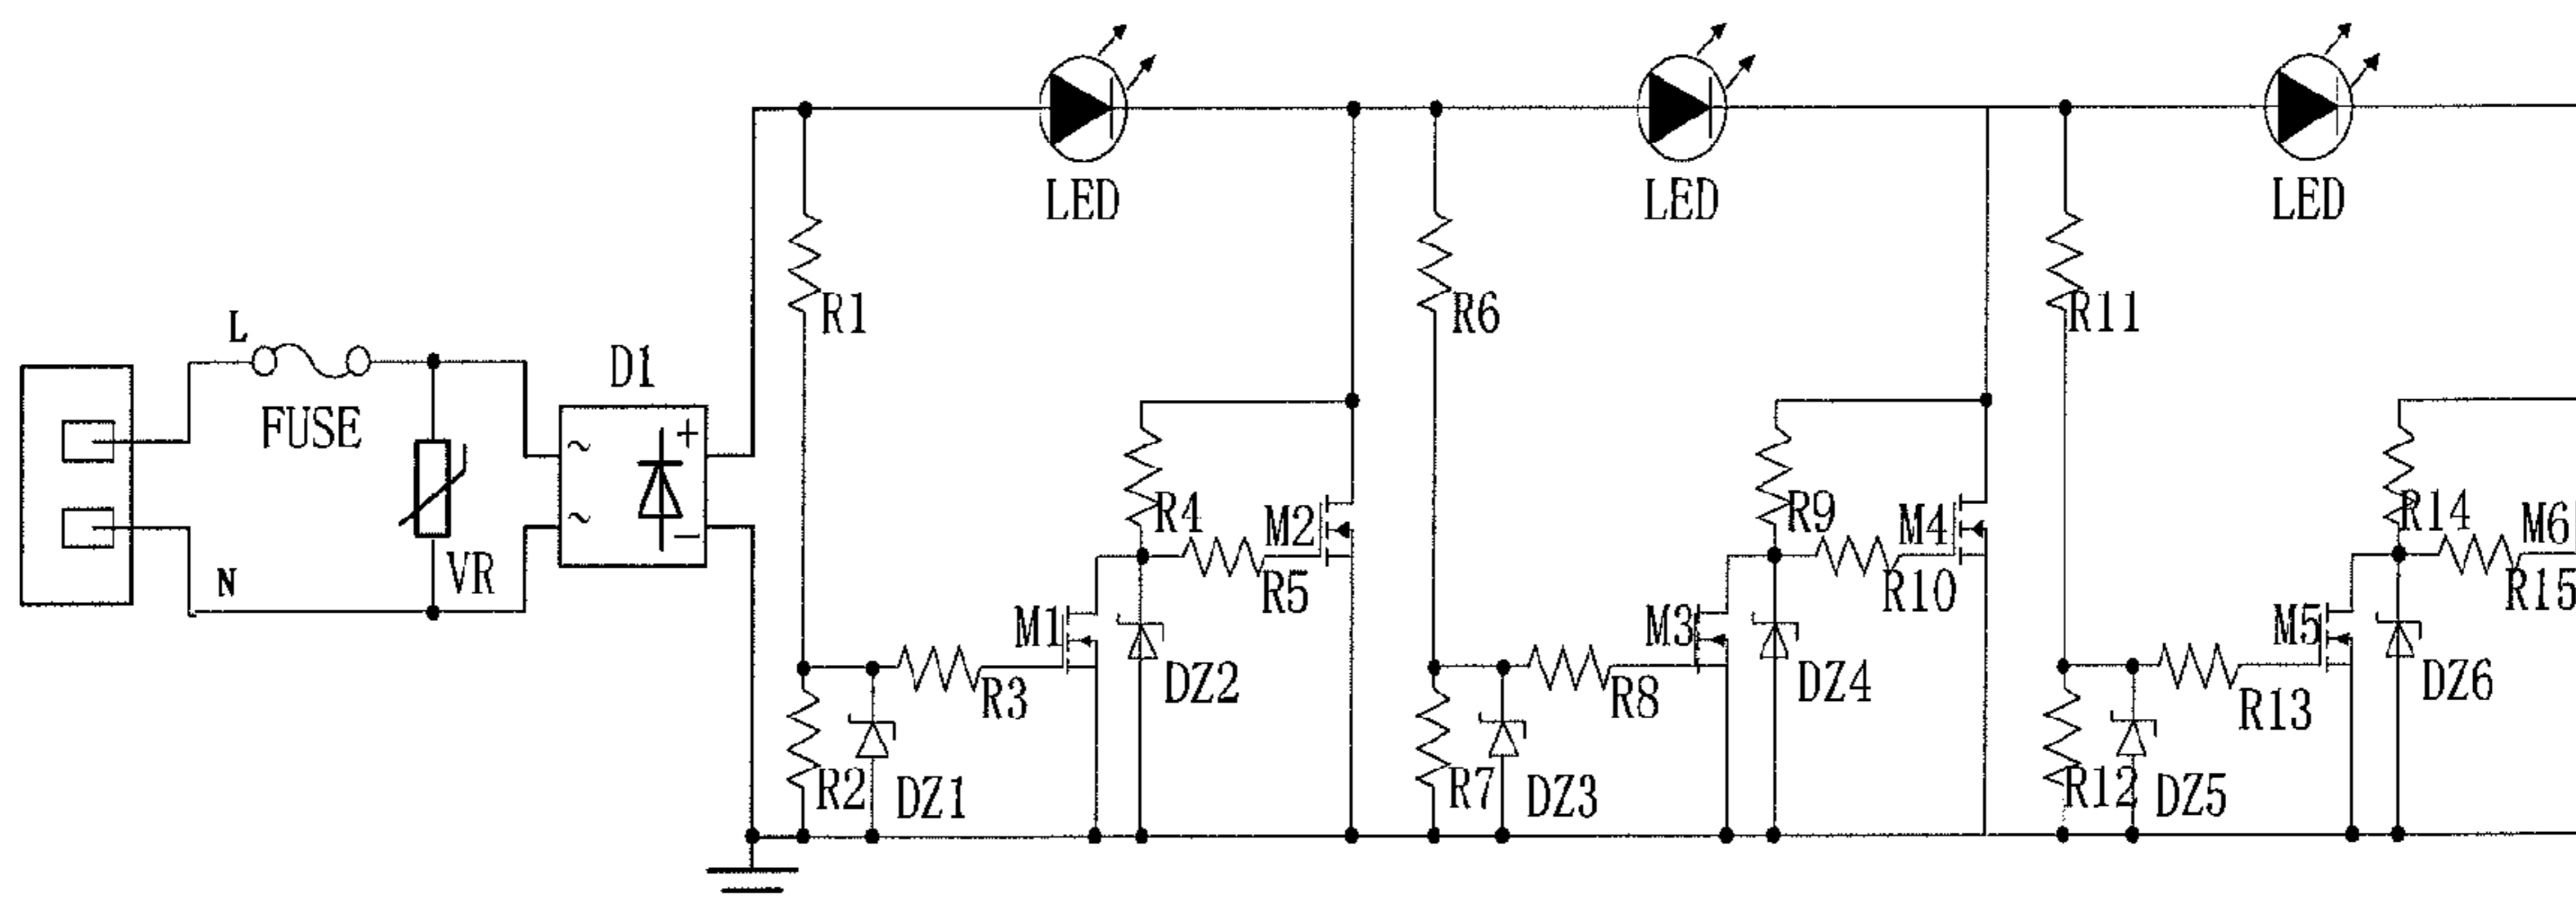 LED LED LED
R1 R6 R11
L
D1
FUSE
+
~
R4 M2 R9 M4 R14 M6
~
−
N VR R5 R10 R15
M1 M3 M5
R3 DZ2 R8 DZ4 R13 DZ6
R2 DZ1 R7 DZ3 R12 DZ5